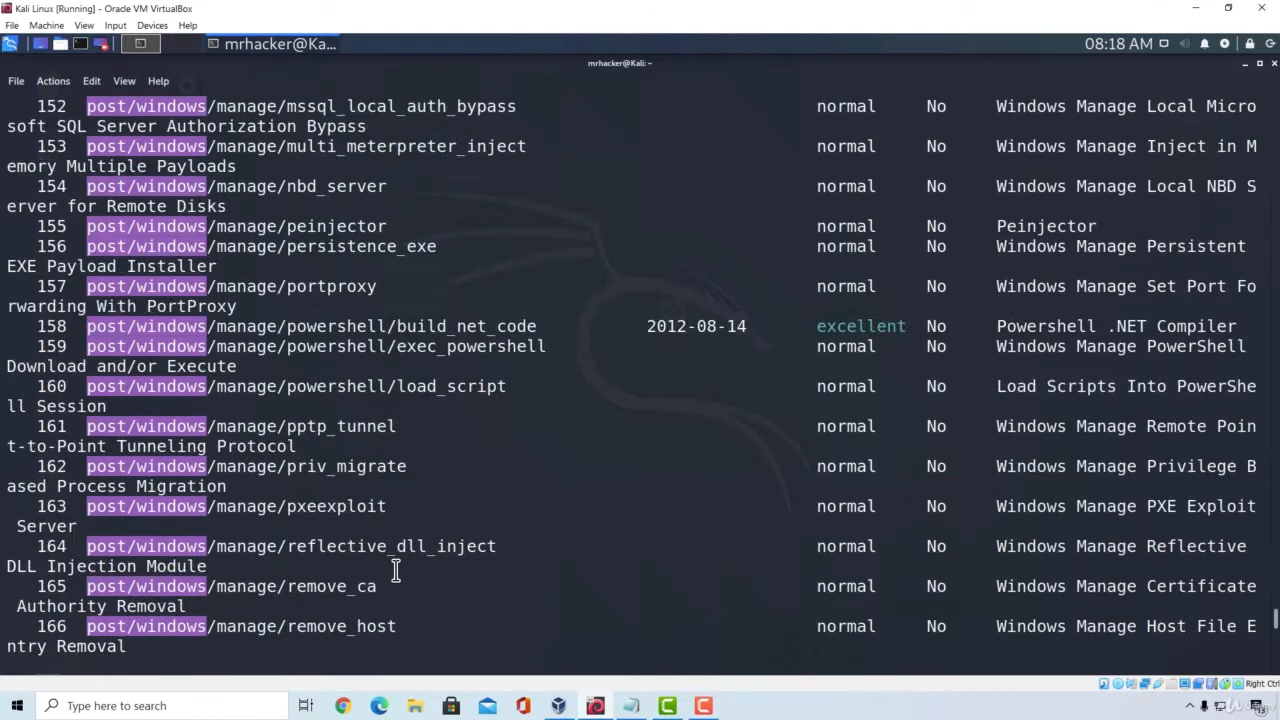 Kali Linux [Running] - Oracle VM VirtualBox
File Machine View Input Devices Help
mrhacker@Ka... 08:18 AM
mrhacker@Kali: ~
File Actions Edit View Help
152 post/windows/manage/mssql_local_auth_bypass normal No Windows Manage Local Micro
soft SQL Server Authorization Bypass
153 post/windows/manage/multi_meterpreter_inject normal No Windows Manage Inject in M
emory Multiple Payloads
154 post/windows/manage/nbd_server normal No Windows Manage Local NBD S
erver for Remote Disks
155 post/windows/manage/peinjector normal No Peinjector
156 post/windows/manage/persistence_exe normal No Windows Manage Persistent
EXE Payload Installer
157 post/windows/manage/portproxy normal No Windows Manage Set Port Fo
rwarding With PortProxy
158 post/windows/manage/powershell/build_net_code 2012-08-14 excellent No Powershell .NET Compiler
159 post/windows/manage/powershell/exec_powershell normal No Windows Manage PowerShell
Download and/or Execute
160 post/windows/manage/powershell/load_script normal No Load Scripts Into PowerShe
ll Session
161 post/windows/manage/pptp_tunnel normal No Windows Manage Remote Poin
t-to-Point Tunneling Protocol
162 post/windows/manage/priv_migrate normal No Windows Manage Privilege B
ased Process Migration
163 post/windows/manage/pxeexploit normal No Windows Manage PXE Exploit
Server
164 post/windows/manage/reflective_dll_inject normal No Windows Manage Reflective
DLL Injection Module
165 post/windows/manage/remove_ca normal No Windows Manage Certificate
Authority Removal
166 post/windows/manage/remove_host normal No Windows Manage Host File E
ntry Removal
Right Ctrl
Type here to search